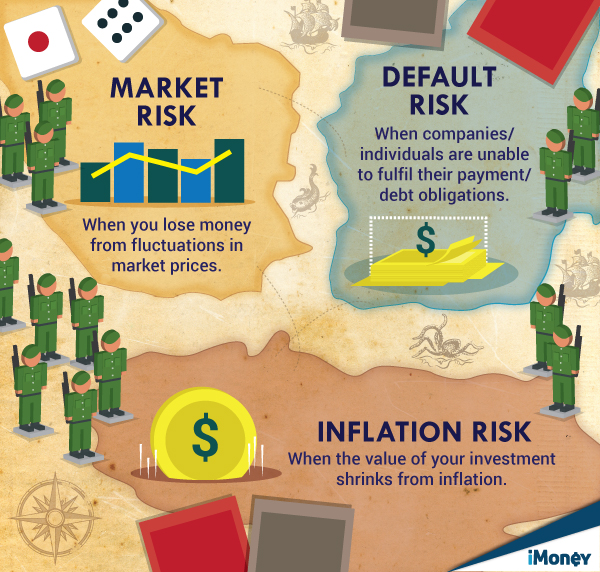 MARKET
RISK
When you lose money
from fluctuations in
market prices.
DEFAULT
RISK
When companies/
individuals are unable
to fulfil their payment/
debt obligations.
$
$
INFLATION RISK
When the value of your investment
shrinks from inflation.
iMoney